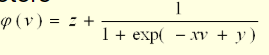 φ(v) = z + 1 / (1 + exp( − xv + y ))